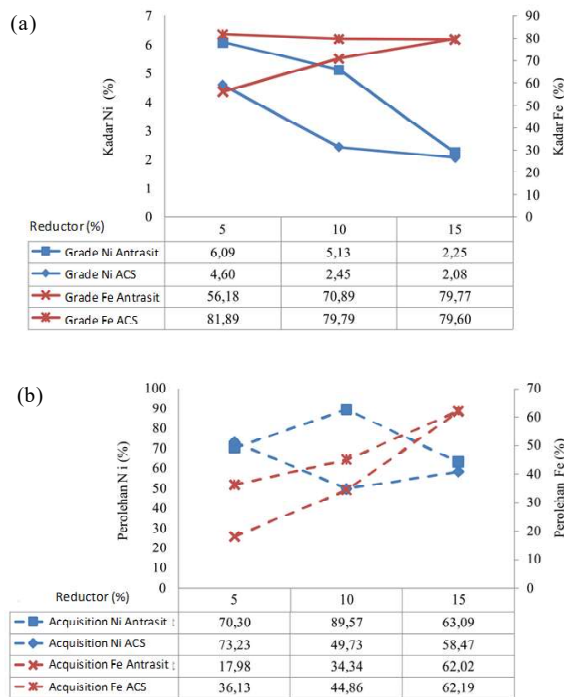 (a)
7
6
5
4
3
2
1
0
Kadar Ni (%)
90
80
70
60
50
40
30
20
10
0
Kadar Fe (%)
Reductor (%) 5 10 15
Grade Ni Antrasit 6,09 5,13 2,25
Grade Ni ACS 4,60 2,45 2,08
Grade Fe Antrasit 56,18 70,89 79,77
Grade Fe ACS 81,89 79,79 79,60
(b)
100
90
80
70
60
50
40
30
20
10
0
Perolehan Ni (%)
70
60
50
40
30
20
10
0
Perolehan Fe (%)
Reductor (%) 5 10 15
Acquisition Ni Antrasit : 70,30 89,57 63,09
Acquisition Ni ACS 73,23 49,73 58,47
Acquisition Fe Antrasit : 17,98 34,34 62,02
Acquisition Fe ACS 36,13 44,86 62,19